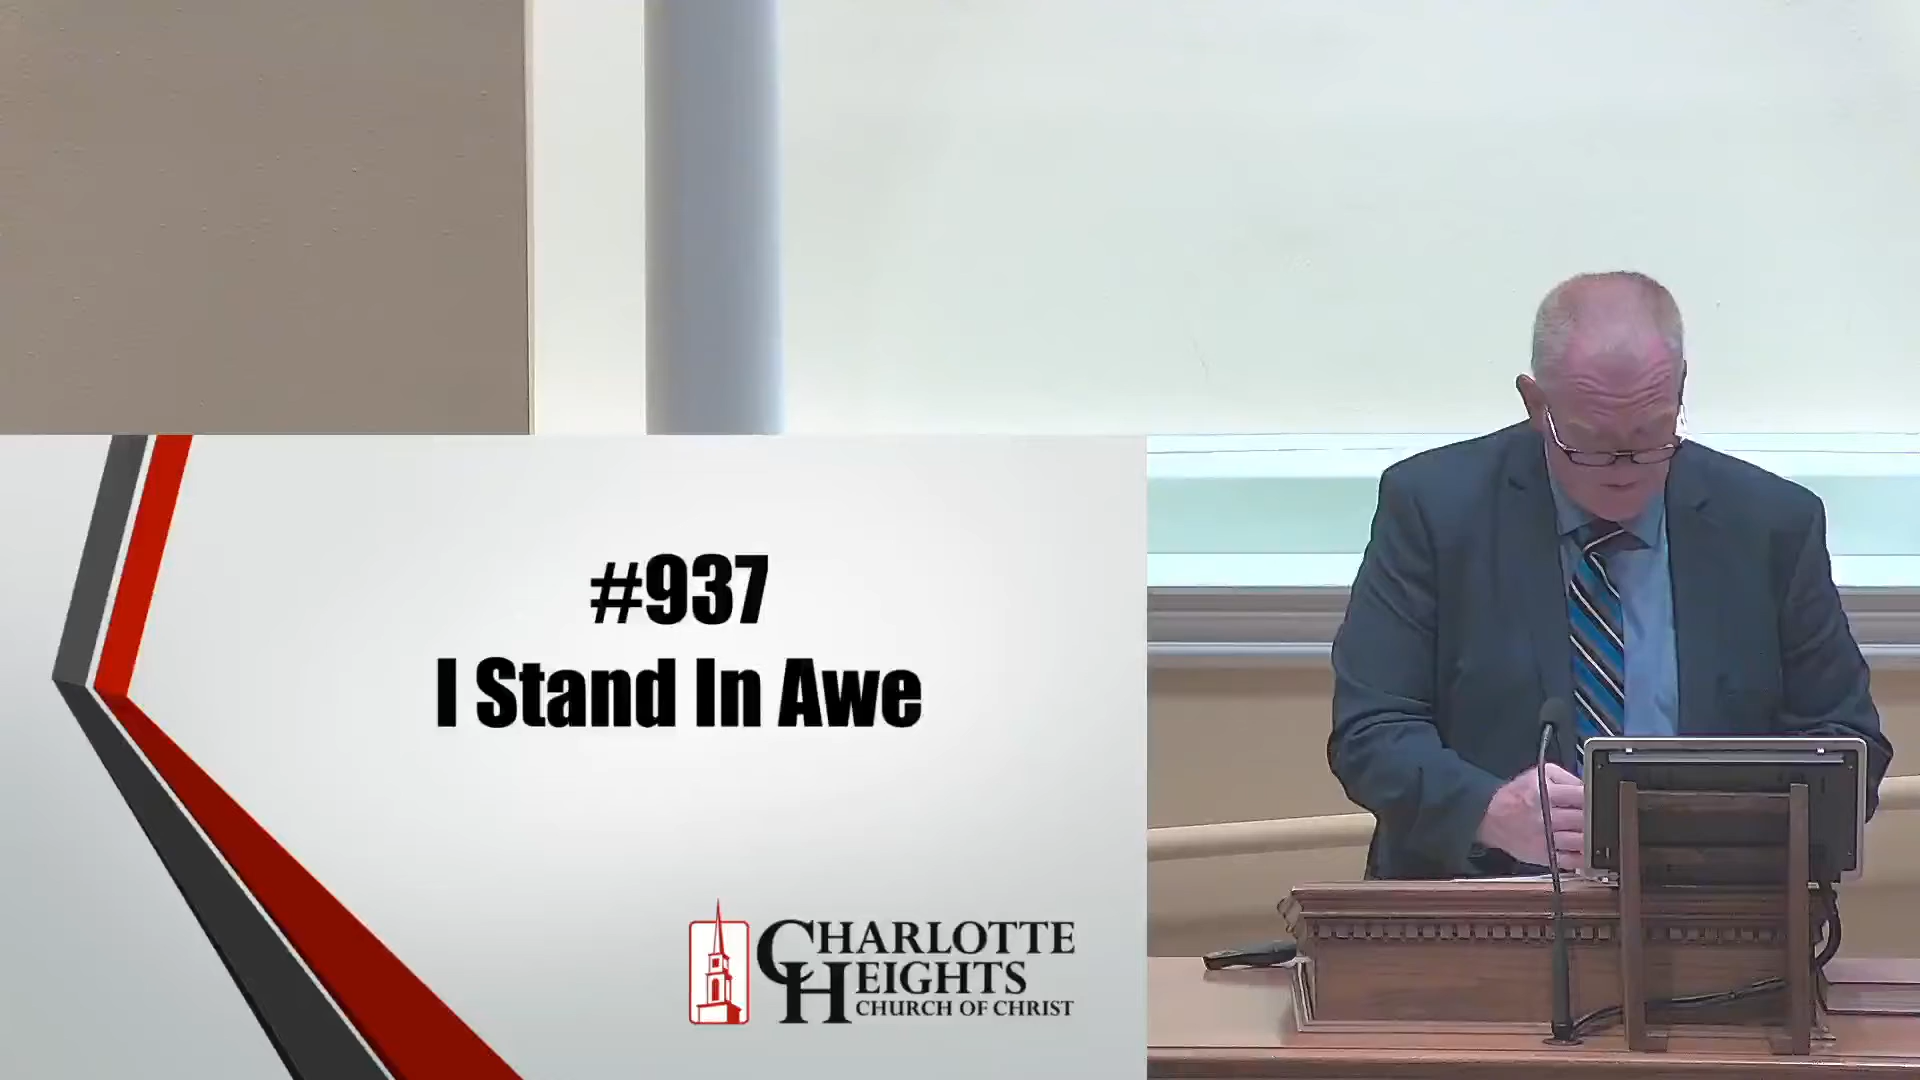 #937
I Stand In Awe
CHARLOTTE
HEIGHTS
CHURCH OF CHRIST